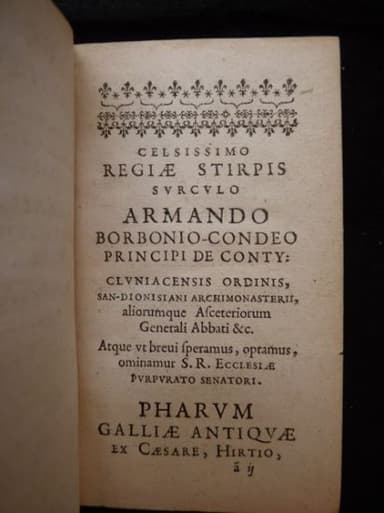 CELSISSIMO
REGIÆ STIRPIS
SVRCVLO
ARMANDO
BORBONIO-CONDEO
PRINCIPI DE CONTY:
CLVNIACENSIS ORDINIS,
SAN-DIONISIANI ARCHIMONASTERII,
aliorumque Aſceteriorum
Generali Abbati &c.
Atque vt breui ſperamus, optamus,
ominamur S. R. ECCLESIÆ
PVRPVRATO SENATORI.
PHARVM
GALLIÆ ANTIQVÆ
EX CÆSARE, HIRTIO,
ã ij